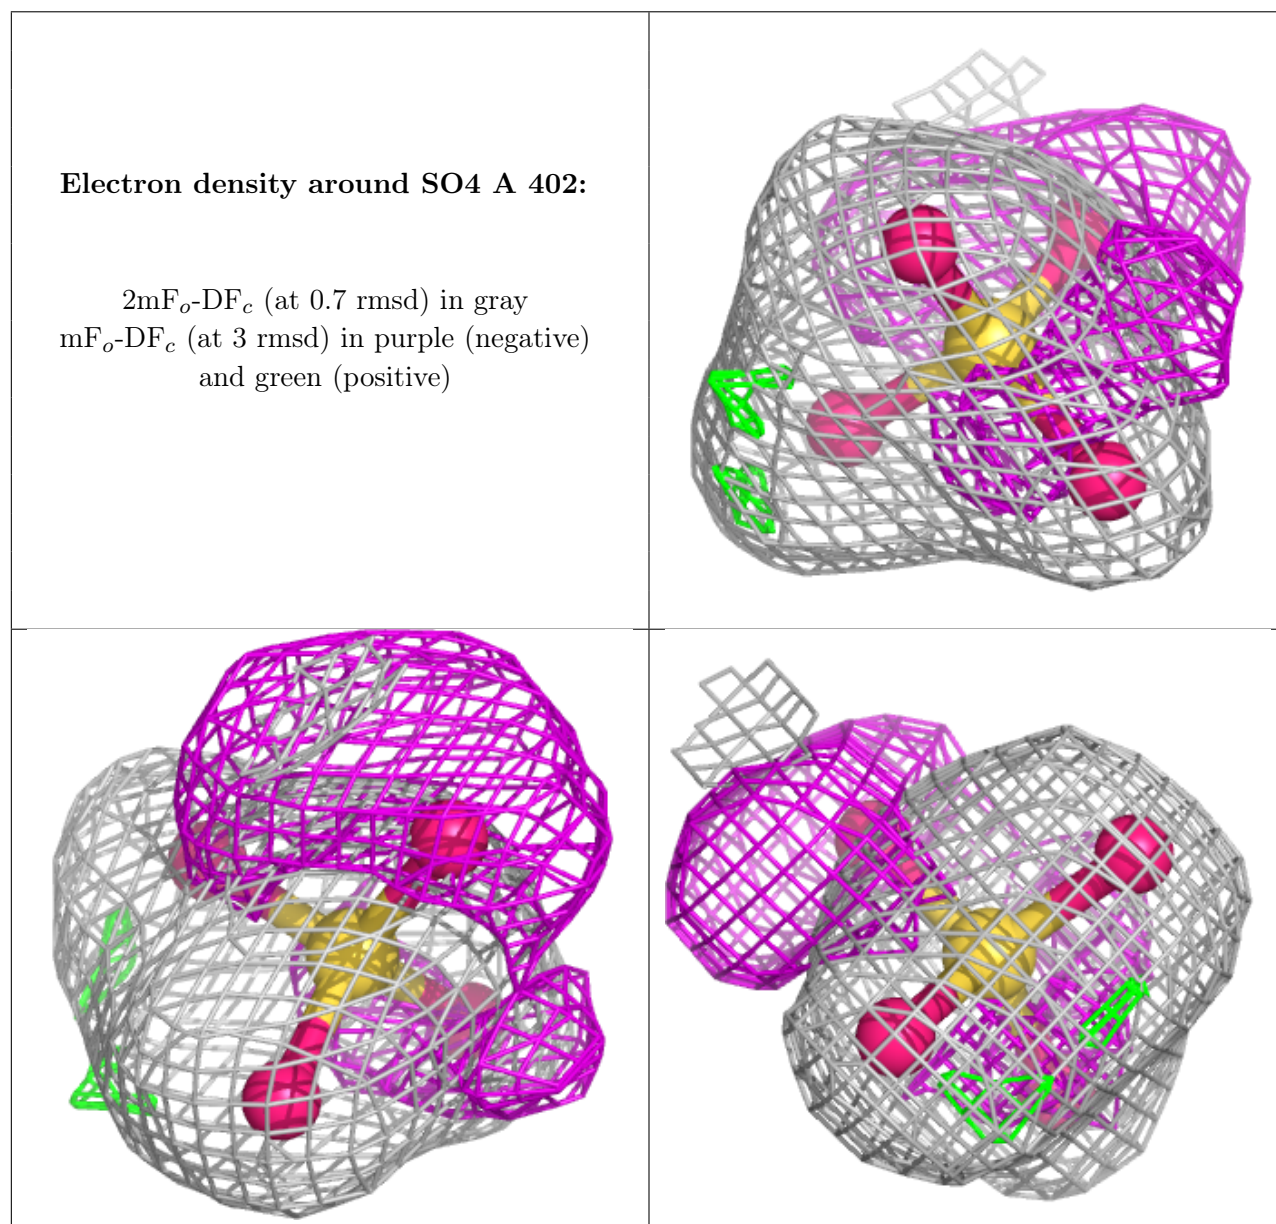 Electron density around SO4 A 402:
2mFo-DFc (at 0.7 rmsd) in gray
mFo-DFc (at 3 rmsd) in purple (negative)
and green (positive)